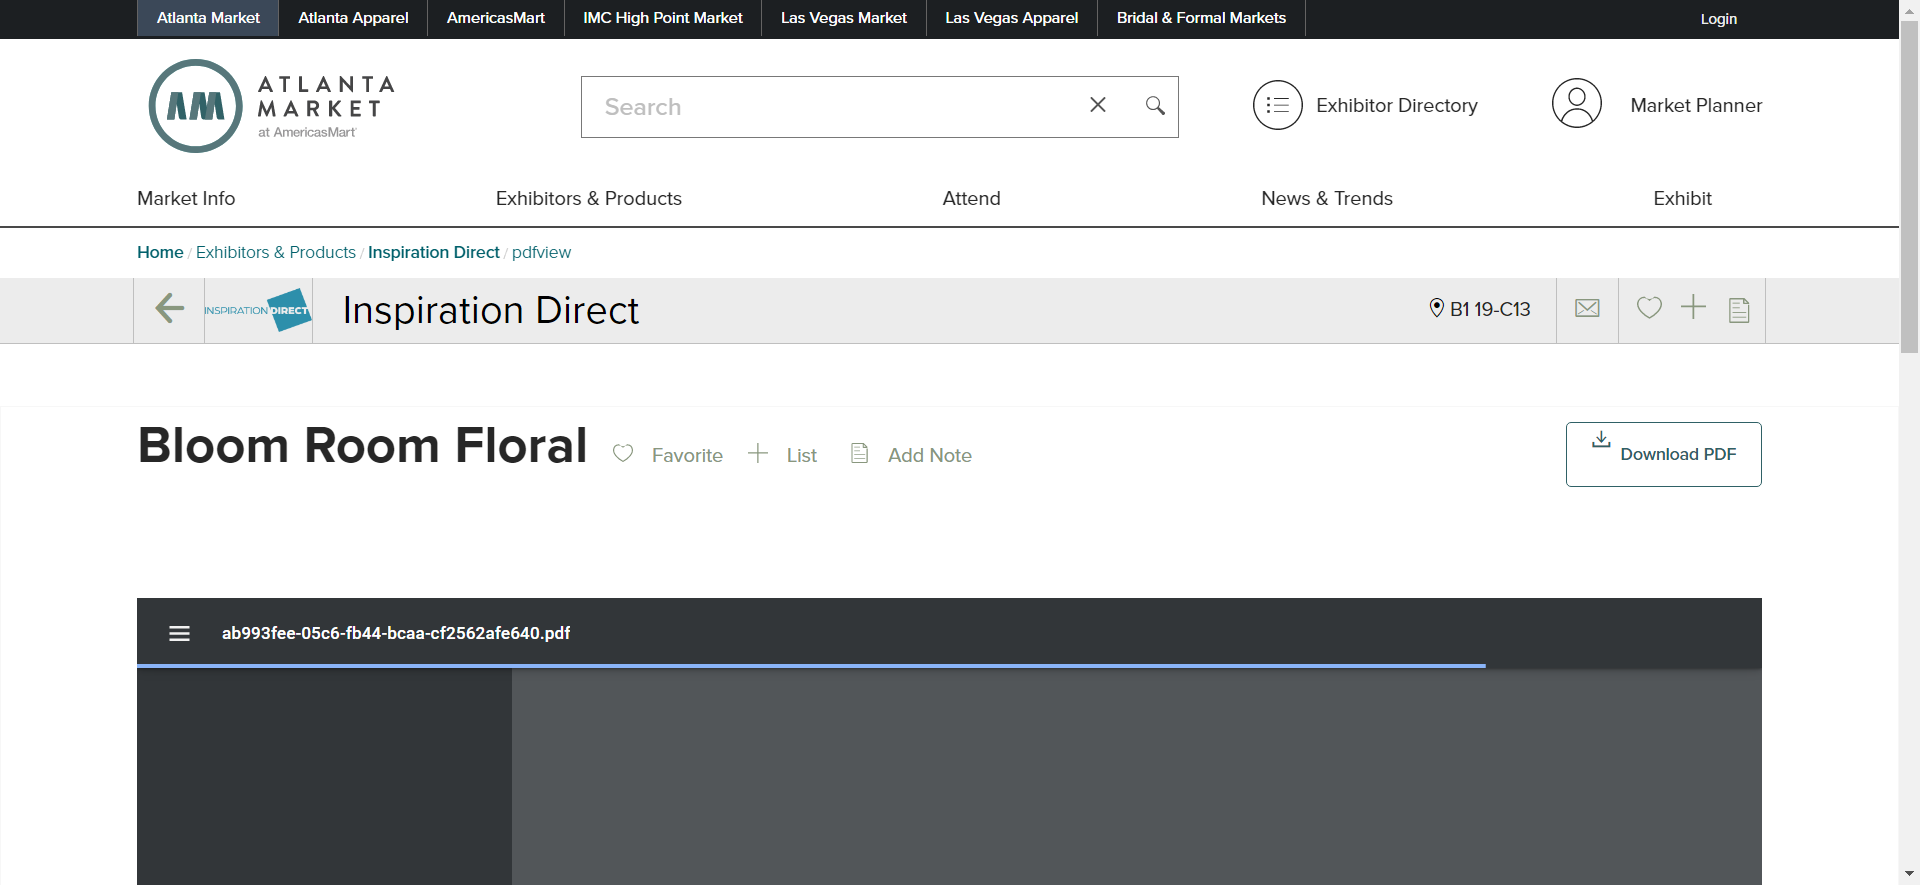 Atlanta Market Atlanta Apparel AmericasMart IMC High Point Market Las Vegas Market Las Vegas Apparel Bridal & Formal Markets Login
AM ATLANTA
MARKET
at AmericasMart
Search
Exhibitor Directory
Market Planner
Market Info Exhibitors & Products Attend News & Trends Exhibit
Home / Exhibitors & Products / Inspiration Direct / pdfview
INSPIRATION DIRECT Inspiration Direct B1 19-C13
Bloom Room Floral Favorite List Add Note Download PDF
ab993fee-05c6-fb44-bcaa-cf2562afe640.pdf